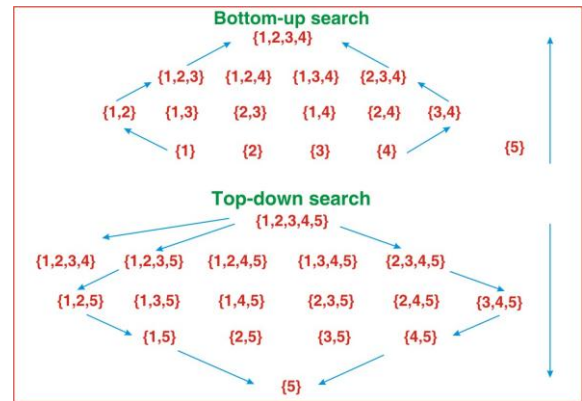 Bottom-up search
{1,2,3,4}
{1,2,3} {1,2,4} {1,3,4} {2,3,4}
{1,2} {1,3} {2,3} {1,4} {2,4} {3,4}
{1} {2} {3} {4} {5}
Top-down search
{1,2,3,4,5}
{1,2,3,4} {1,2,3,5} {1,2,4,5} {1,3,4,5} {2,3,4,5}
{1,2,5} {1,3,5} {1,4,5} {2,3,5} {2,4,5} {3,4,5}
{1,5} {2,5} {3,5} {4,5}
{5}